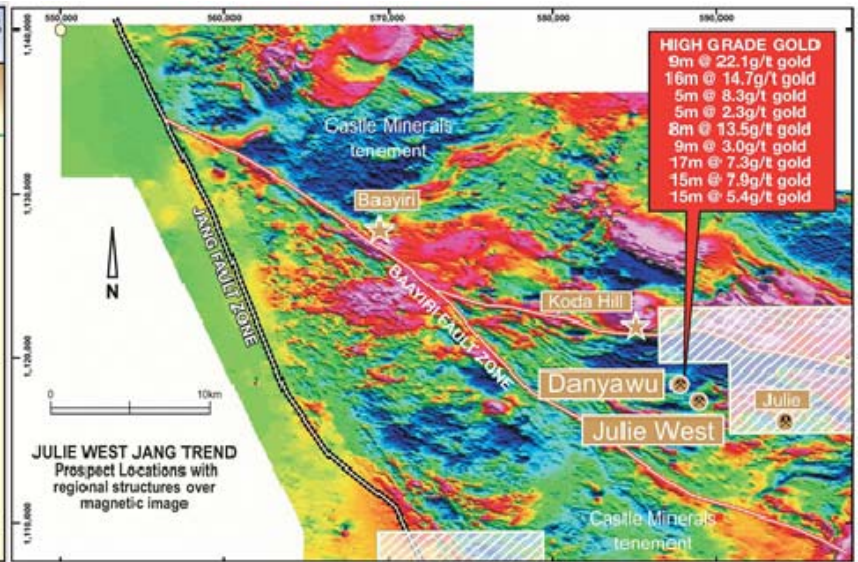 550,000
560,000
570,000
580,000
590,000
1,140,000
1,130,000
1,120,000
1,110,000
HIGH GRADE GOLD
9m @ 22.1g/t gold
16m @ 14.7g/t gold
5m @ 8.3g/t gold
5m @ 2.3g/t gold
8m @ 13.5g/t gold
9m @ 3.0g/t gold
17m @ 7.3g/t gold
15m @ 7.9g/t gold
15m @ 5.4g/t gold
Castle Minerals
tenement
Baayiri
JANG FAULT ZONE
BAAYIRI FAULT ZONE
N
Koda Hill
Danyawu
Julie West
Julie
0
10km
JULIE WEST JANG TREND
Prospect Locations with
regional structures over
magnetic image
Castle Minerals
tenement